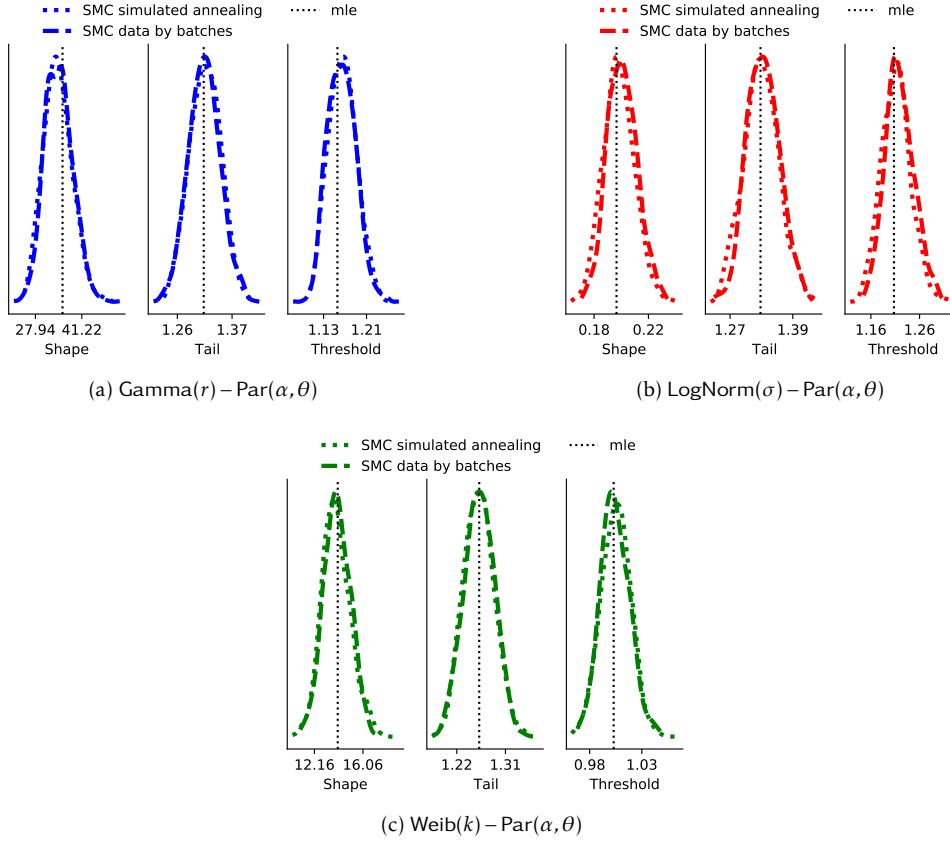 SMC simulated annealing mle
SMC data by batches
27.94 41.22 1.26 1.37 1.13 1.21
Shape Tail Threshold
(a) Gamma(r) – Par(α, θ)
SMC simulated annealing mle
SMC data by batches
0.18 0.22 1.27 1.39 1.16 1.26
Shape Tail Threshold
(b) LogNorm(σ) – Par(α, θ)
SMC simulated annealing mle
SMC data by batches
12.16 16.06 1.22 1.31 0.98 1.03
Shape Tail Threshold
(c) Weib(k) – Par(α, θ)